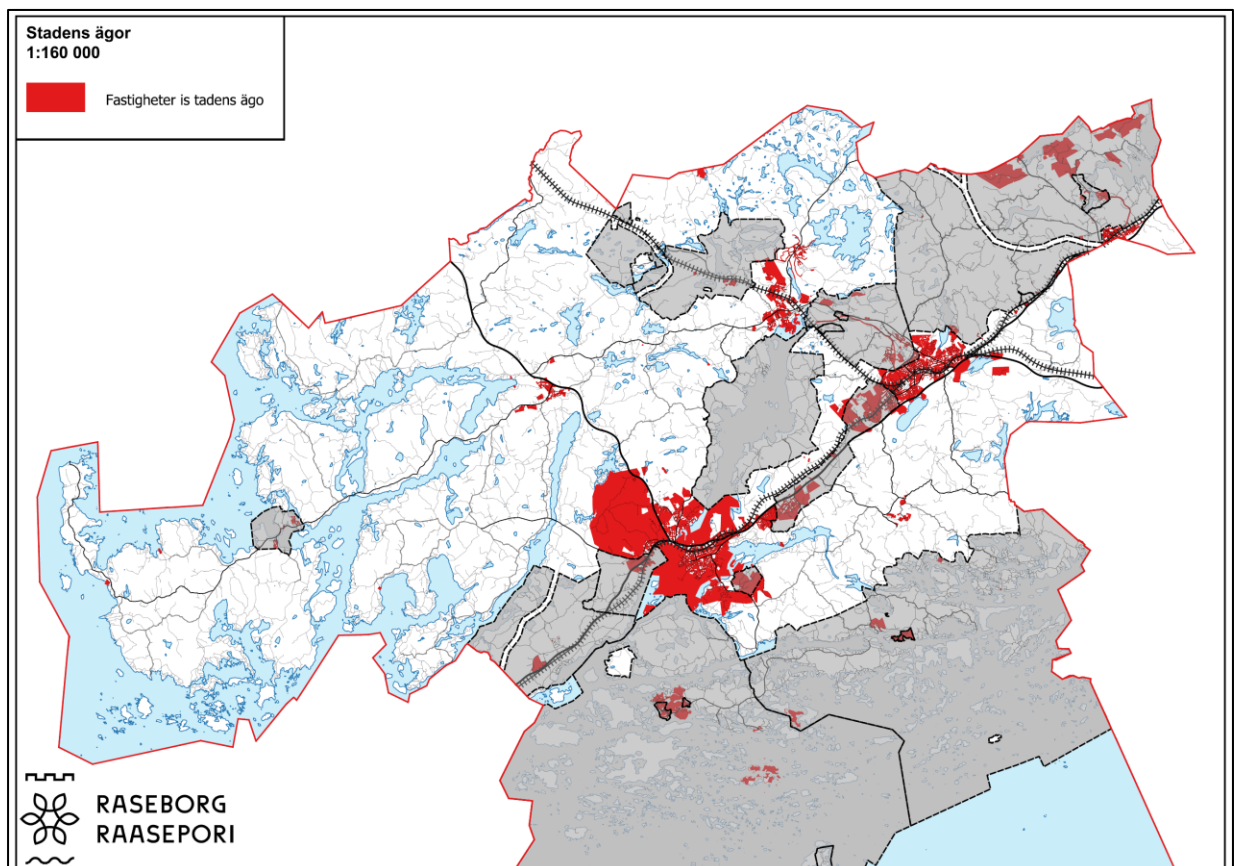 Stadens ägor
1:160 000
Fastigheter is tadens ägo
RASEBORG
RAASEPORI